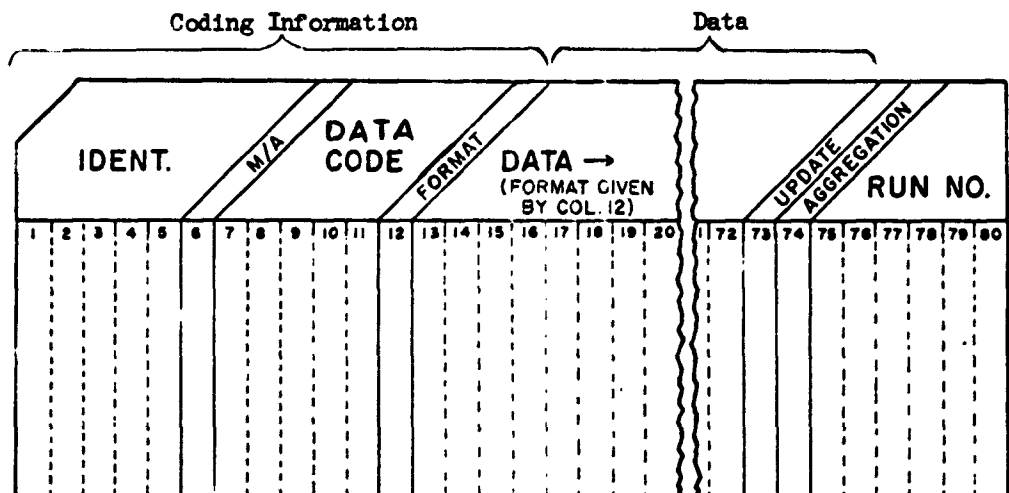 Coding Information Data
IDENT.
M/A
DATA
CODE
FORMAT
DATA →
(FORMAT GIVEN
BY COL. 12)
UPDATE
AGGREGATION
RUN NO.
1 2 3 4 5 6 7 8 9 10 11 12 13 14 15 16 17 18 19 20 1 72 73 74 75 76 77 78 79 80